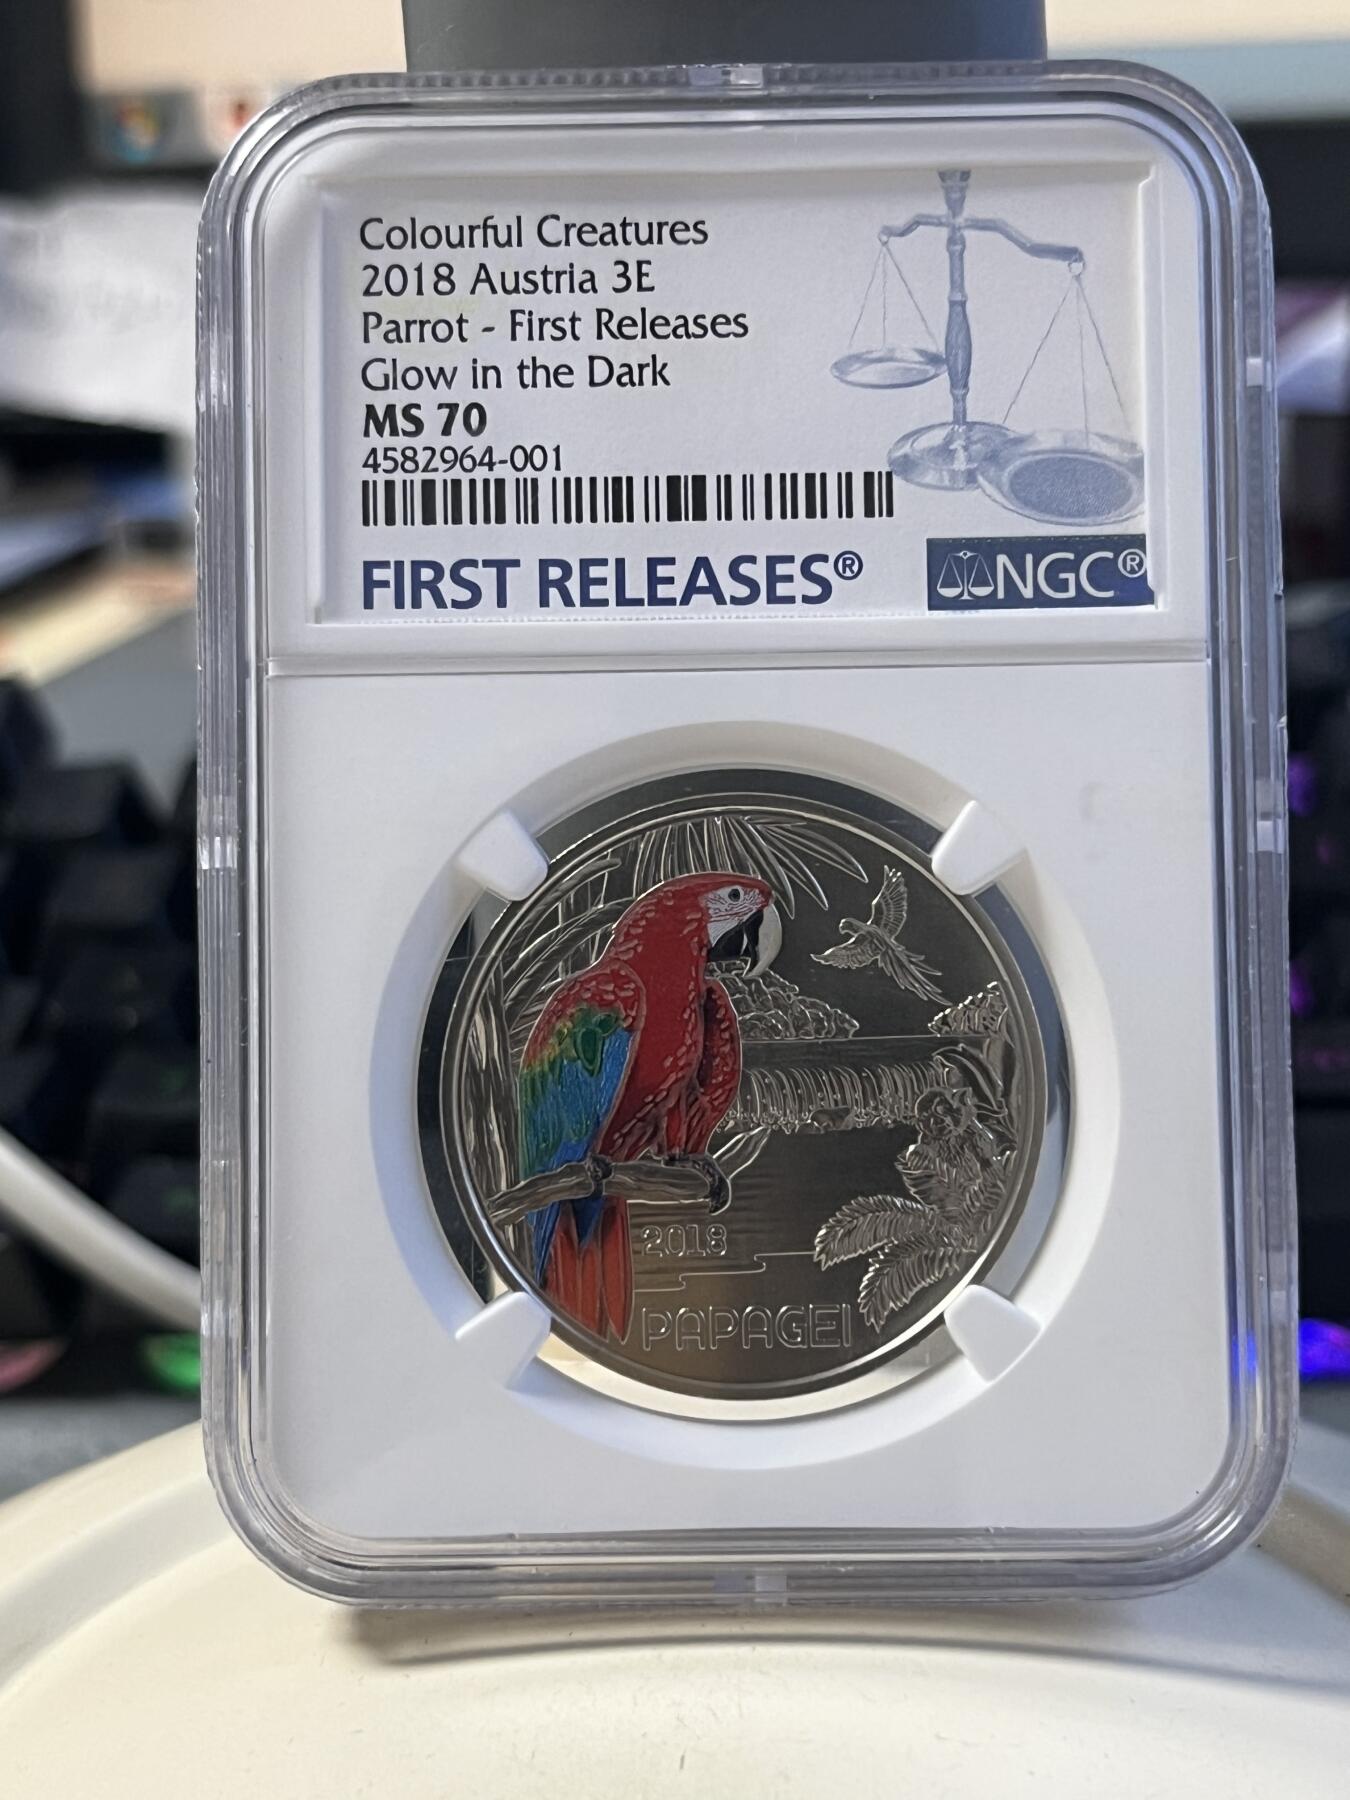 Colourful Creatures
2018 Austria 3E
Parrot - First Releases
Glow in the Dark
MS 70
4582964-001
FIRST RELEASES®
NGC®
2018
PAPAGEI